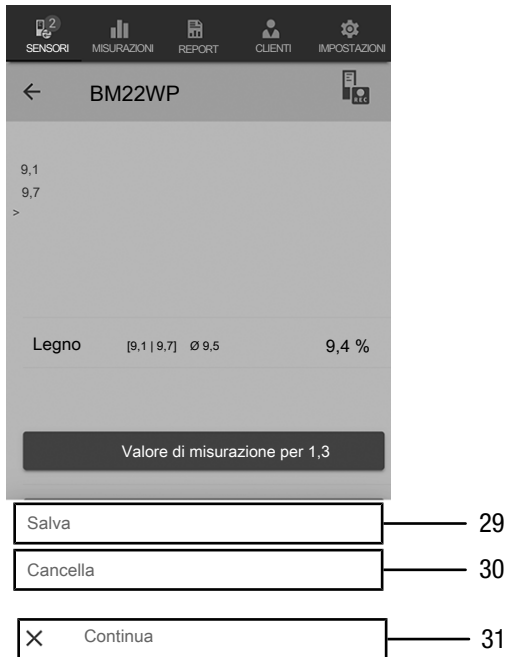 2
SENSORI MISURAZIONI REPORT CLIENTI IMPOSTAZIONI
BM22WP
REC
9,1
9,7
>
Legno [9,1 | 9,7] Ø 9,5 9,4 %
Valore di misurazione per 1,3
Salva 29
Cancella 30
Continua 31